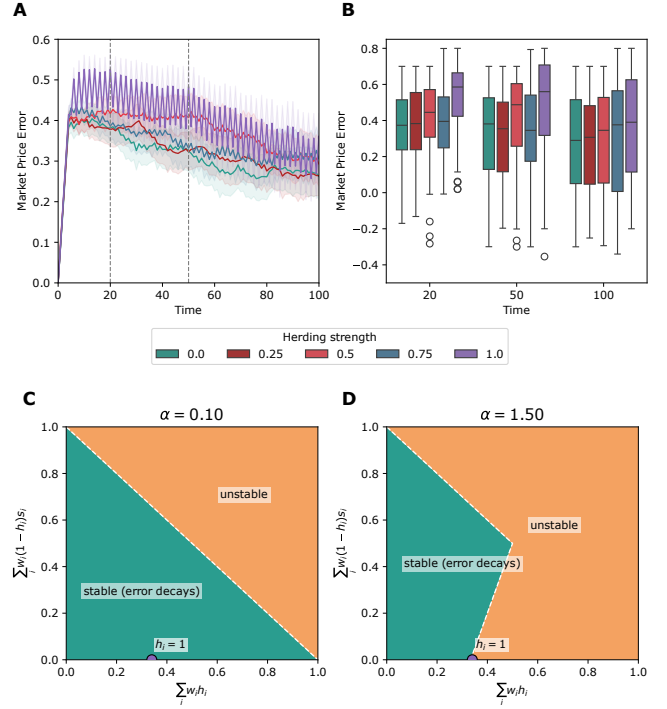 A
B
0.6
0.5
0.4
0.3
0.2
0.1
0.0
Market Price Error
0
20
40
60
80
100
Time
0.8
0.6
0.4
0.2
0.0
−0.2
−0.4
Market Price Error
20
50
100
Time
Herding strength
0.0 0.25 0.5 0.75 1.0
C
α = 0.10
1.0
0.8
0.6
0.4
0.2
0.0
∑ᵢ wᵢ(1 − hᵢ)sᵢ
unstable
stable (error decays)
hᵢ = 1
0.0 0.2 0.4 0.6 0.8 1.0
∑ᵢ wᵢhᵢ
D
α = 1.50
1.0
0.8
0.6
0.4
0.2
0.0
∑ᵢ wᵢ(1 − hᵢ)sᵢ
unstable
stable (error decays)
hᵢ = 1
0.0 0.2 0.4 0.6 0.8 1.0
∑ᵢ wᵢhᵢ